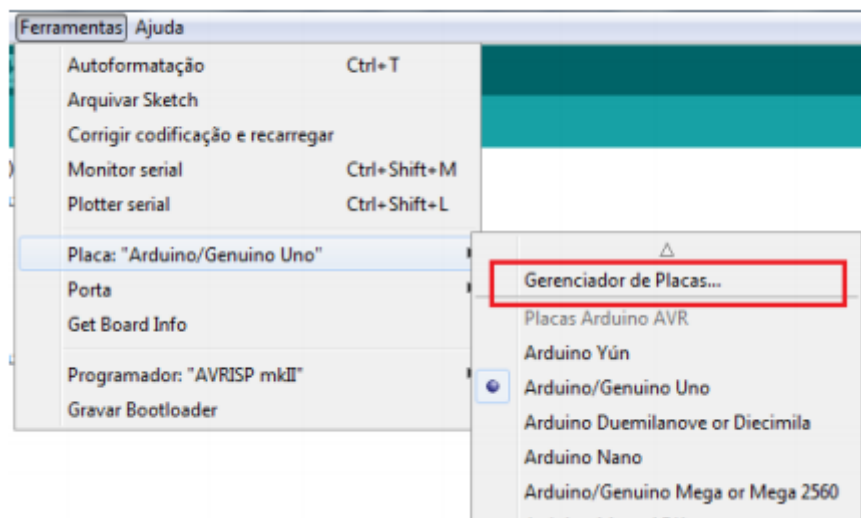 Ferramentas Ajuda
Autoformatação Ctrl+T
Arquivar Sketch
Corrigir codificação e recarregar
Monitor serial Ctrl+Shift+M
Plotter serial Ctrl+Shift+L
Placa: "Arduino/Genuino Uno"
Porta
Get Board Info
Programador: "AVRISP mkII"
Gravar Bootloader
Gerenciador de Placas...
Placas Arduino AVR
Arduino Yún
Arduino/Genuino Uno
Arduino Duemilanove or Diecimila
Arduino Nano
Arduino/Genuino Mega or Mega 2560